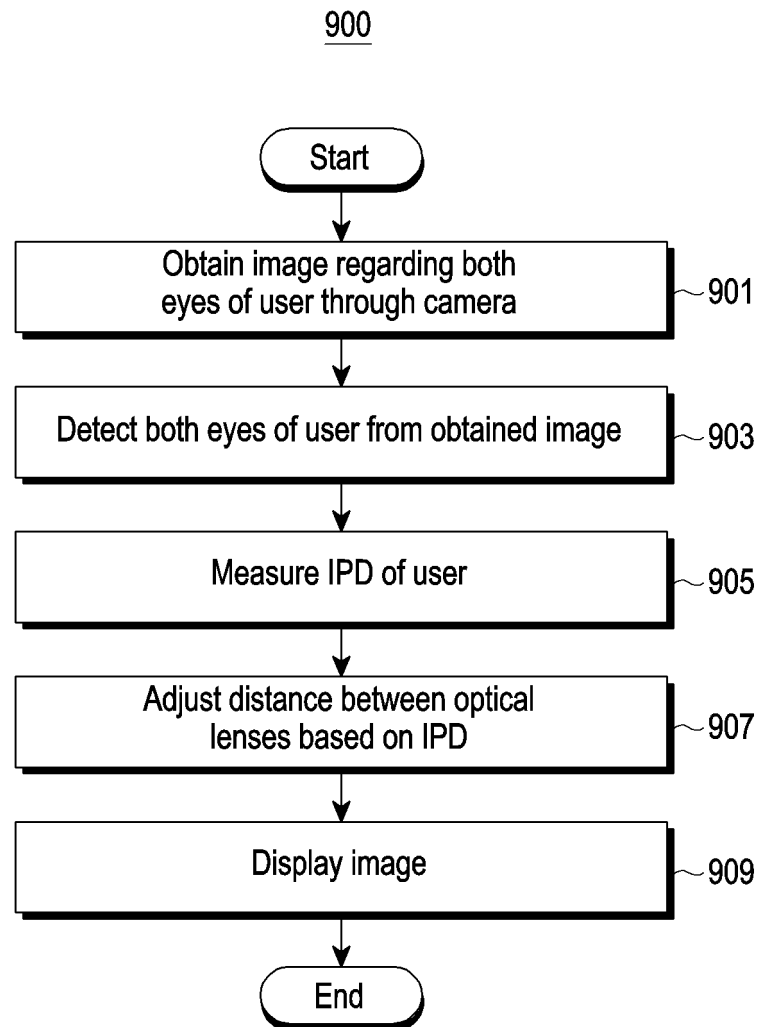 900
Start
Obtain image regarding both
eyes of user through camera
901
Detect both eyes of user from obtained image
903
Measure IPD of user
905
Adjust distance between optical
lenses based on IPD
907
Display image
909
End